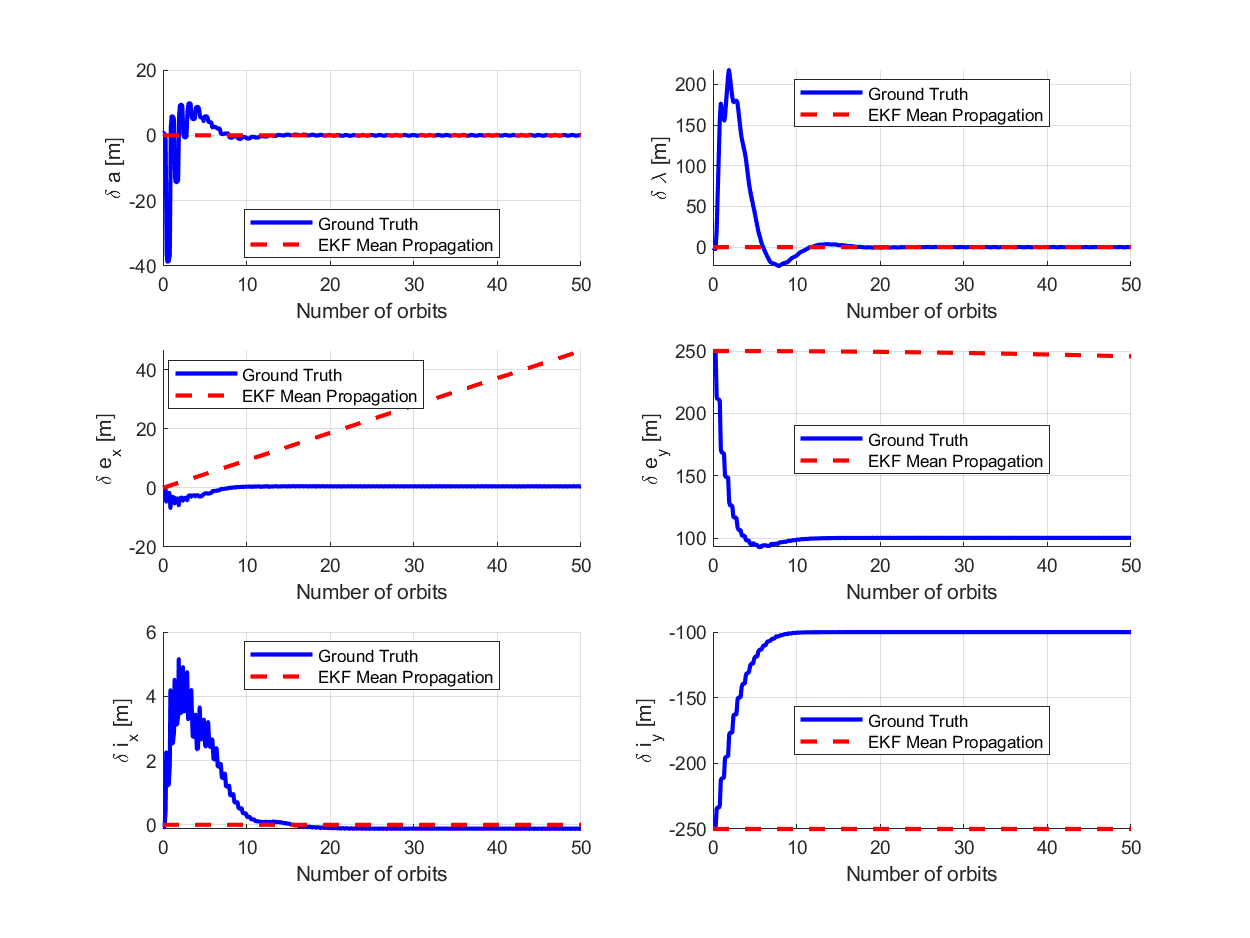 20
0
-20
-40
δ a [m]
Ground Truth
EKF Mean Propagation
0 10 20 30 40 50
Number of orbits
200
150
100
50
0
δ λ [m]
Ground Truth
EKF Mean Propagation
0 10 20 30 40 50
Number of orbits
40
20
0
-20
δ e_x [m]
Ground Truth
EKF Mean Propagation
0 10 20 30 40 50
Number of orbits
250
200
150
100
δ e_y [m]
Ground Truth
EKF Mean Propagation
0 10 20 30 40 50
Number of orbits
6
4
2
0
δ i_x [m]
Ground Truth
EKF Mean Propagation
0 10 20 30 40 50
Number of orbits
-100
-150
-200
-250
δ i_y [m]
Ground Truth
EKF Mean Propagation
0 10 20 30 40 50
Number of orbits